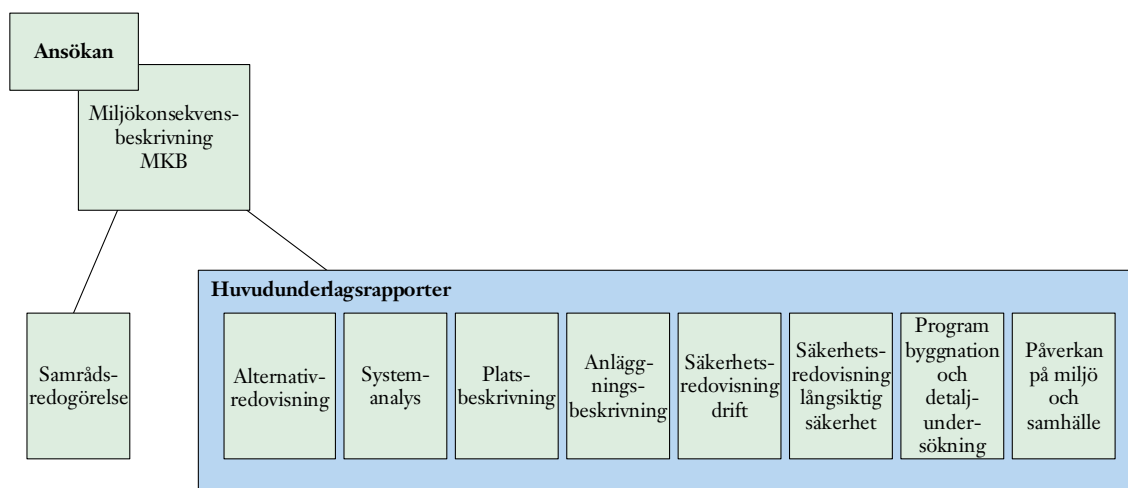 Ansökan
Miljökonsekvens-
beskrivning
MKB
Huvudunderlagsrapporter
Samråds-
redogörelse
Alternativ-
redovisning
System-
analys
Plats-
beskrivning
Anlägg-
nings-
beskrivning
Säkerhets-
redovisning
drift
Säkerhets-
redovisning
långsiktig
säkerhet
Program
byggnation
och
detalj-
under-
sökning
Påverkan
på miljö
och
samhälle